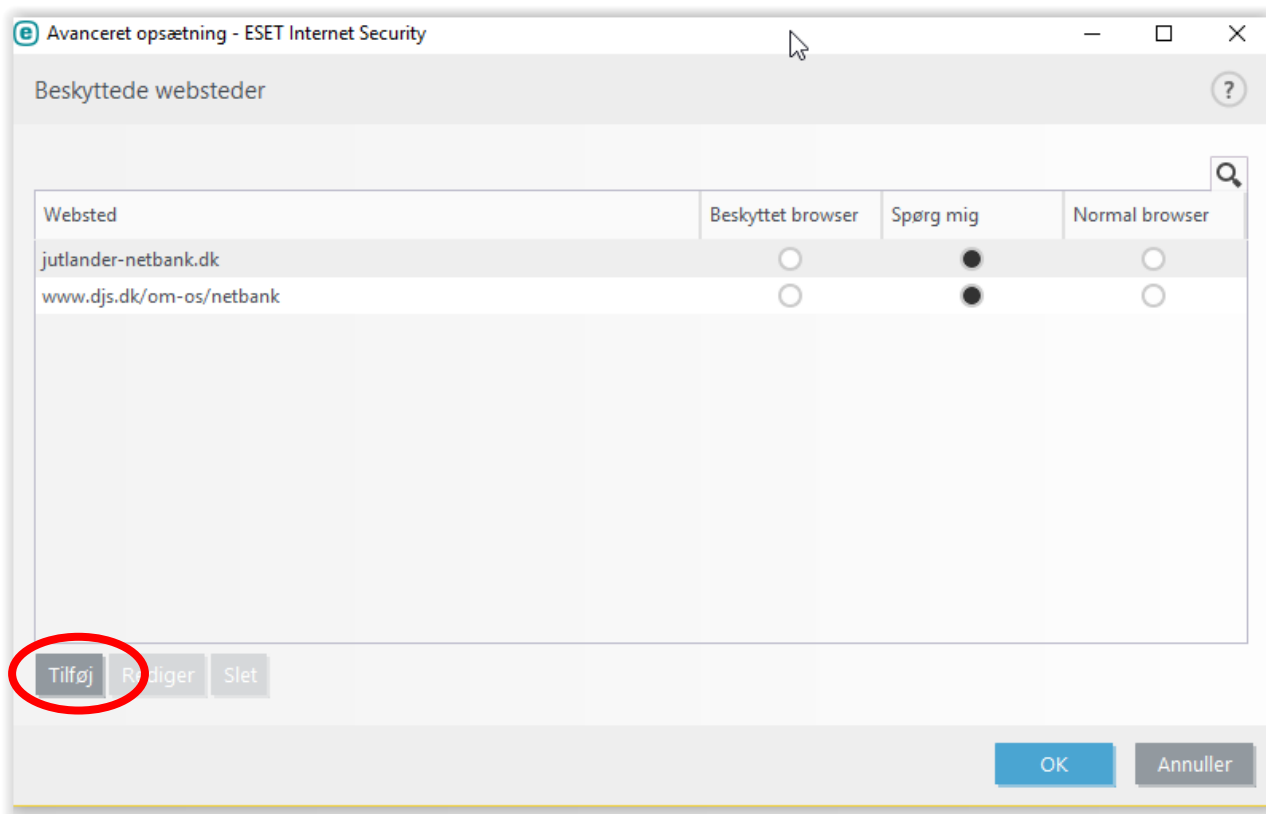 e Avanceret opsætning - ESET Internet Security
Beskyttede websteder ?
Websted Beskyttet browser Spørg mig Normal browser
jutlander-netbank.dk
www.djs.dk/om-os/netbank
Tilføj Rediger Slet
OK Annuller